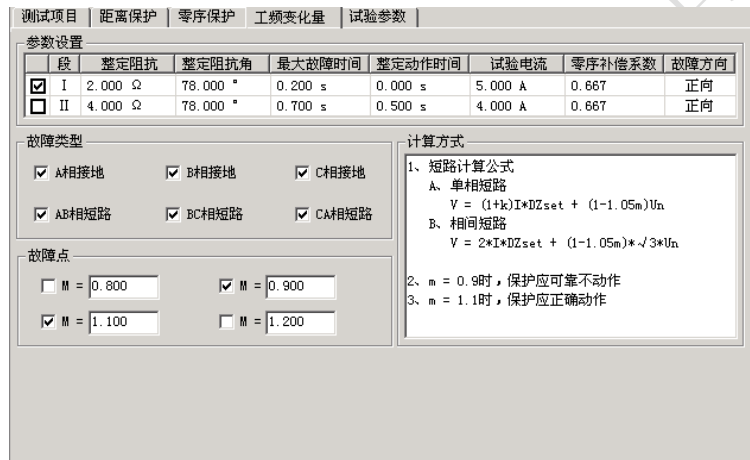 测试项目 距离保护 零序保护 工频变化量 试验参数
参数设置
段 整定阻抗 整定阻抗角 最大故障时间 整定动作时间 试验电流 零序补偿系数 故障方向
I 2.000 Ω 78.000 ° 0.200 s 0.000 s 5.000 A 0.667 正向
II 4.000 Ω 78.000 ° 0.700 s 0.500 s 4.000 A 0.667 正向
故障类型
A相接地 B相接地 C相接地
AB相短路 BC相短路 CA相短路
故障点
M = 0.800 M = 0.900
M = 1.100 M = 1.200
计算方式
1、短路计算公式
A、单相短路
V = (1+k)I*DZset + (1-1.05m)Un
B、相间短路
V = 2*I*DZset + (1-1.05m)*√3*Un
2、m = 0.9时，保护应可靠不动作
3、m = 1.1时，保护应正确动作